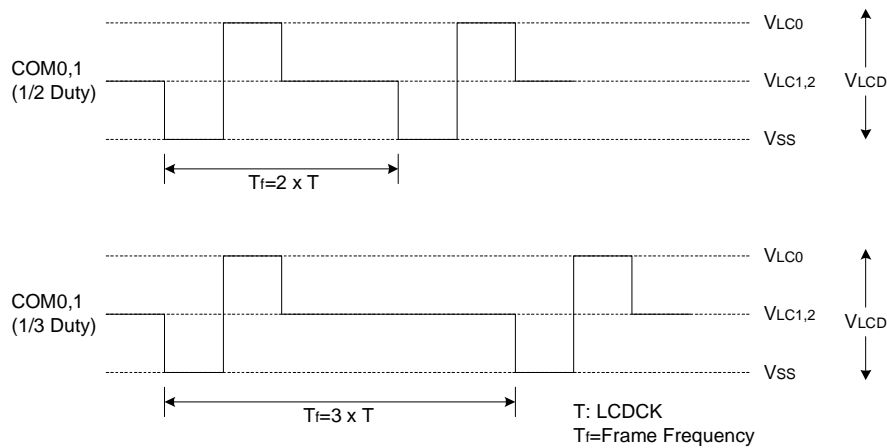 VLC0
COM0,1
(1/2 Duty)
VLC1,2
VLCD
VSS
Tf=2 x T
VLC0
COM0,1
(1/3 Duty)
VLC1,2
VLCD
VSS
Tf=3 x T
T: LCDCK
Tf=Frame Frequency